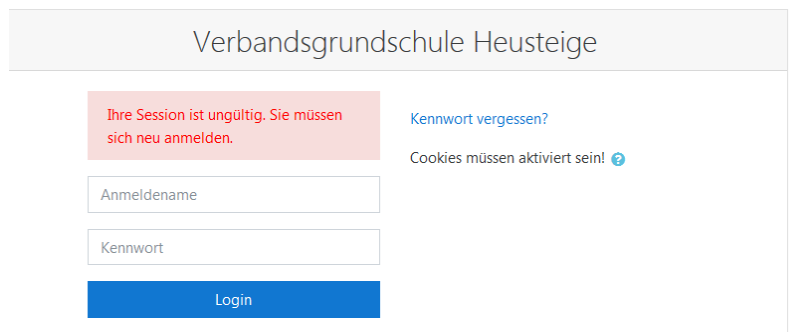 Verbandsgrundschule Heusteige
Ihre Session ist ungültig. Sie müssen
sich neu anmelden.
Anmeldename
Kennwort
Login
Kennwort vergessen?
Cookies müssen aktiviert sein! ?